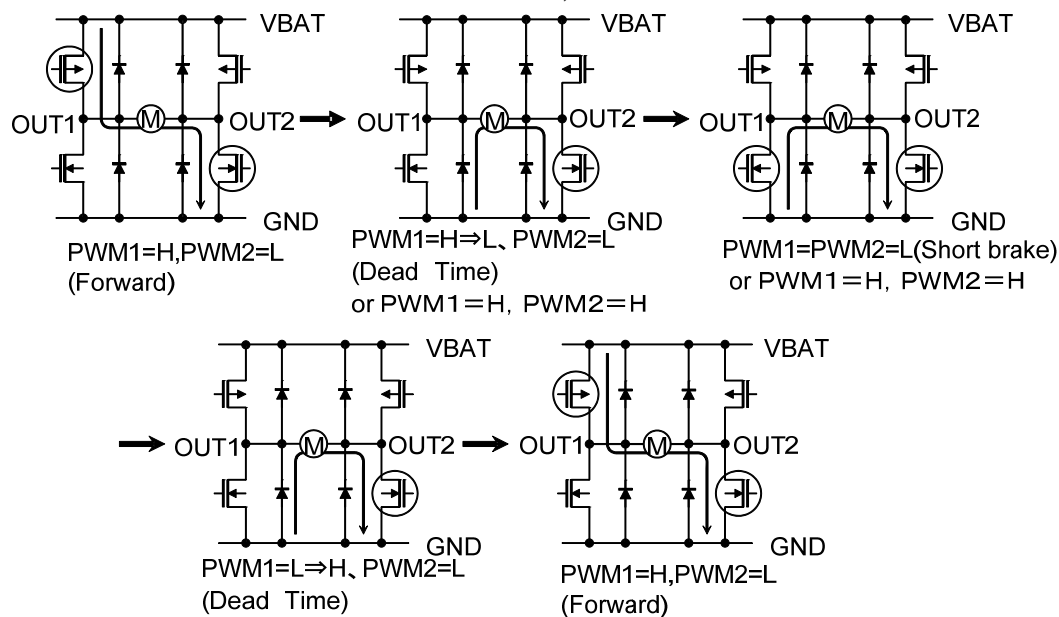 VBAT
M
OUT1
OUT2
GND
PWM1=H,PWM2=L
(Forward)
VBAT
M
OUT1
OUT2
GND
PWM1=H⇒L、PWM2=L
(Dead Time)
or PWM1=H, PWM2=H
VBAT
M
OUT1
OUT2
GND
PWM1=PWM2=L(Short brake)
or PWM1=H, PWM2=H
VBAT
M
OUT1
OUT2
GND
PWM1=L⇒H、PWM2=L
(Dead Time)
VBAT
M
OUT1
OUT2
GND
PWM1=H,PWM2=L
(Forward)